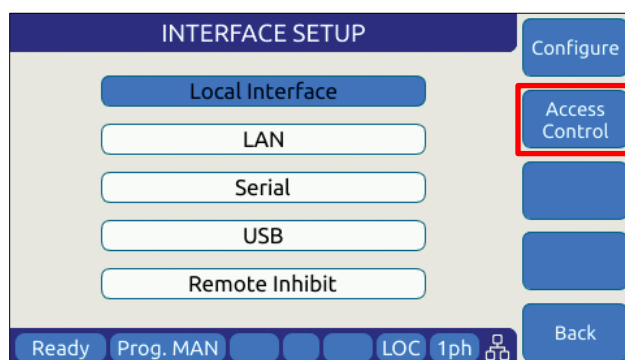 INTERFACE SETUP
Configure
Local Interface
Access
Control
LAN
Serial
USB
Remote Inhibit
Back
Ready Prog. MAN LOC 1ph